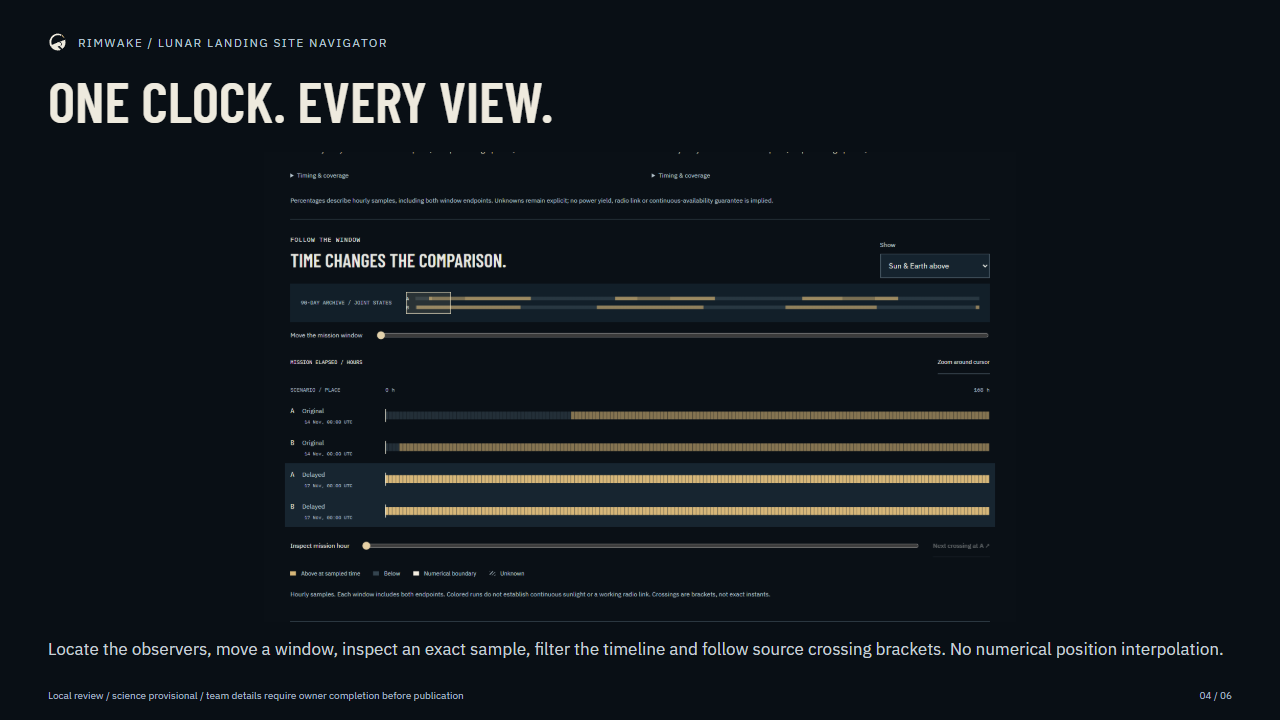 RIMWAKE / LUNAR LANDING SITE NAVIGATOR
ONE CLOCK. EVERY VIEW.
▸ Timing & coverage
▸ Timing & coverage
Percentages describe hourly samples, including both window endpoints. Unknowns remain explicit; no power yield, radio link or continuous-availability guarantee is implied.
FOLLOW THE WINDOW
TIME CHANGES THE COMPARISON.
Show
Sun & Earth above
90-DAY ARCHIVE / JOINT STATES
Move the mission window
MISSION ELAPSED / HOURS
Zoom around cursor
SCENARIO / PLACE
0 h
168 h
A Original
14 Nov, 00:00 UTC
B Original
14 Nov, 00:00 UTC
A Delayed
17 Nov, 00:00 UTC
B Delayed
17 Nov, 00:00 UTC
Inspect mission hour
Next crossing at A ↗
Above at sampled time
Below
Numerical boundary
Unknown
Hourly samples. Each window includes both endpoints. Colored runs do not establish continuous sunlight or a working radio link. Crossings are brackets, not exact instants.
Locate the observers, move a window, inspect an exact sample, filter the timeline and follow source crossing brackets. No numerical position interpolation.
Local review / science provisional / team details require owner completion before publication
04 / 06